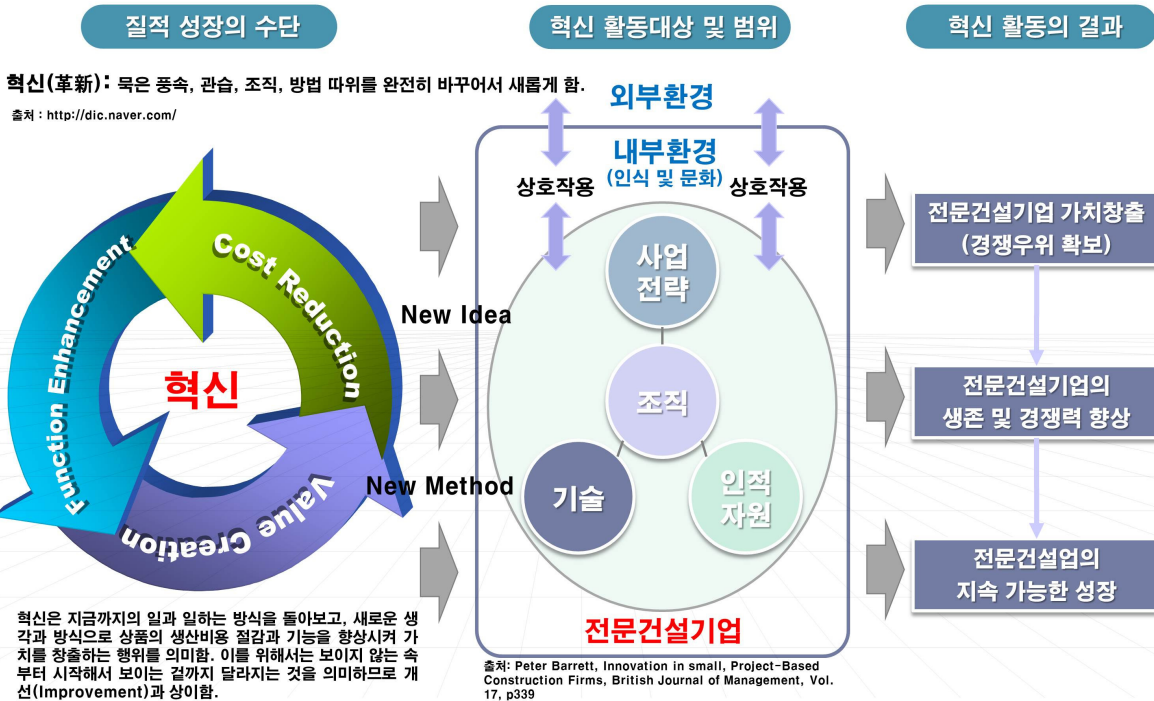 질적 성장의 수단
혁신 활동대상 및 범위
혁신 활동의 결과
혁신(革新): 묵은 풍속, 관습, 조직, 방법 따위를 완전히 바꾸어서 새롭게 함.
출처 : http://dic.naver.com/
Cost Reduction
Function Enhancement
Value Creation
혁신
혁신은 지금까지의 일과 일하는 방식을 돌아보고, 새로운 생
각과 방식으로 상품의 생산비용 절감과 기능을 향상시켜 가
치를 창출하는 행위를 의미함. 이를 위해서는 보이지 않는 속
부터 시작해서 보이는 겉까지 달라지는 것을 의미하므로 개
선(Improvement)과 상이함.
New Idea
New Method
외부환경
내부환경
(인식 및 문화)
상호작용
상호작용
사업
전략
조직
기술
인적
자원
전문건설기업
출처: Peter Barrett, Innovation in small, Project-Based
Construction Firms, British Journal of Management, Vol.
17, p339
전문건설기업 가치창출
(경쟁우위 확보)
전문건설기업의
생존 및 경쟁력 향상
전문건설업의
지속 가능한 성장